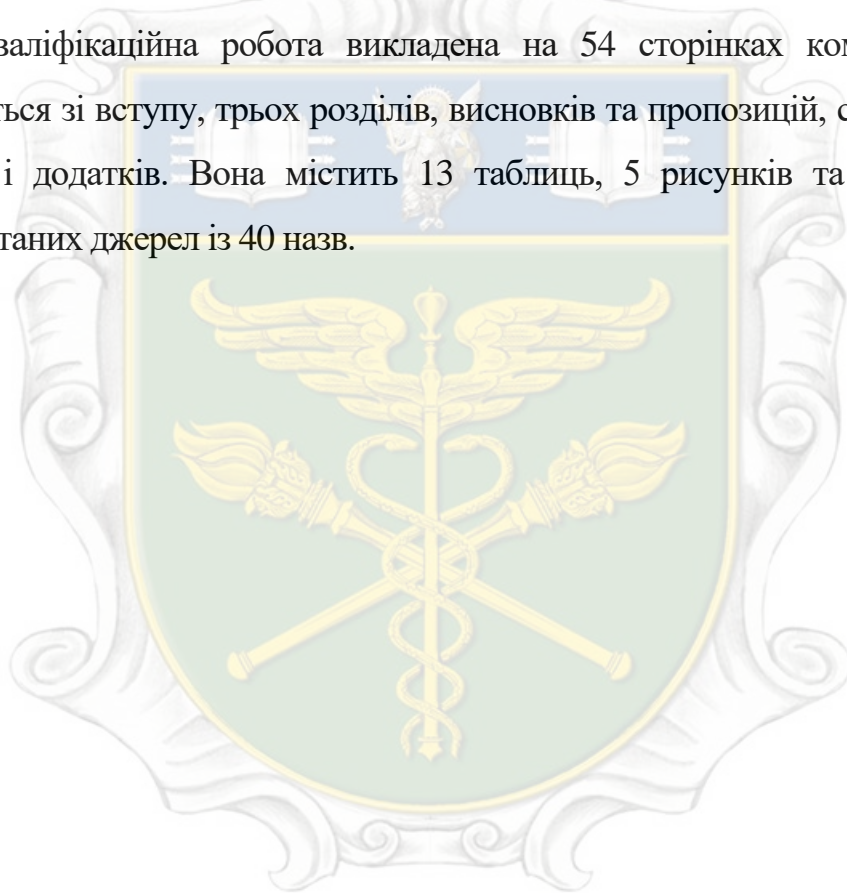 валіфікаційна робота викладена на 54 сторінках ком
ться зі вступу, трьох розділів, висновків та пропозицій, с
і додатків. Вона містить 13 таблиць, 5 рисунків та
таних джерел із 40 назв.